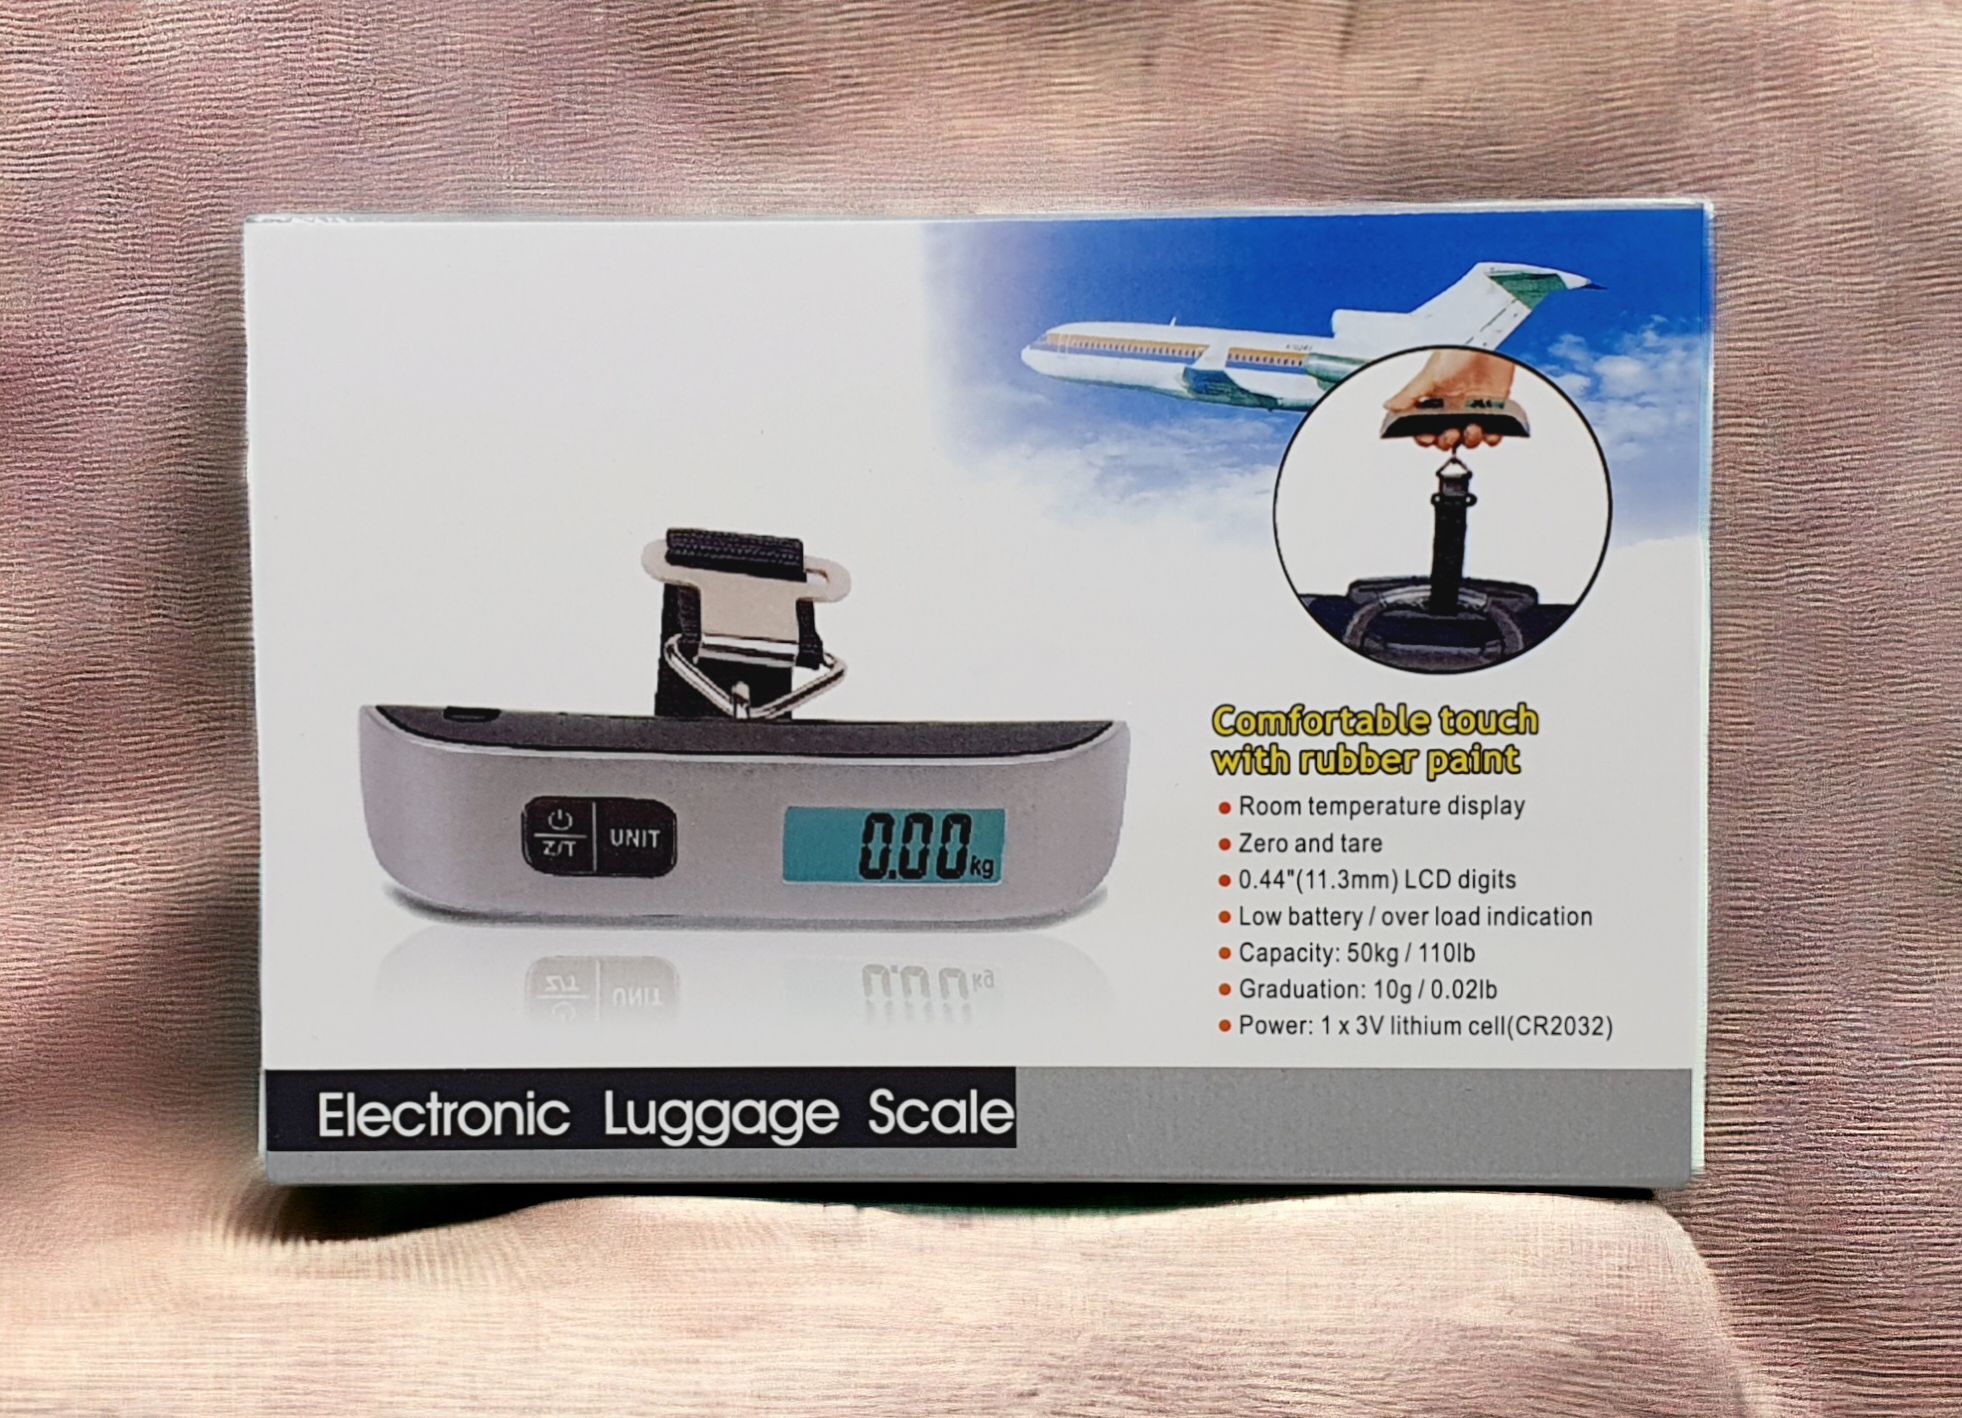 Comfortable touch
with rubber paint
Room temperature display
Zero and tare
0.44"(11.3mm) LCD digits
Low battery / over load indication
Capacity: 50kg / 110lb
Graduation: 10g / 0.02lb
Power: 1 x 3V lithium cell(CR2032)
Z/T
UNIT
0.00kg
Electronic Luggage Scale